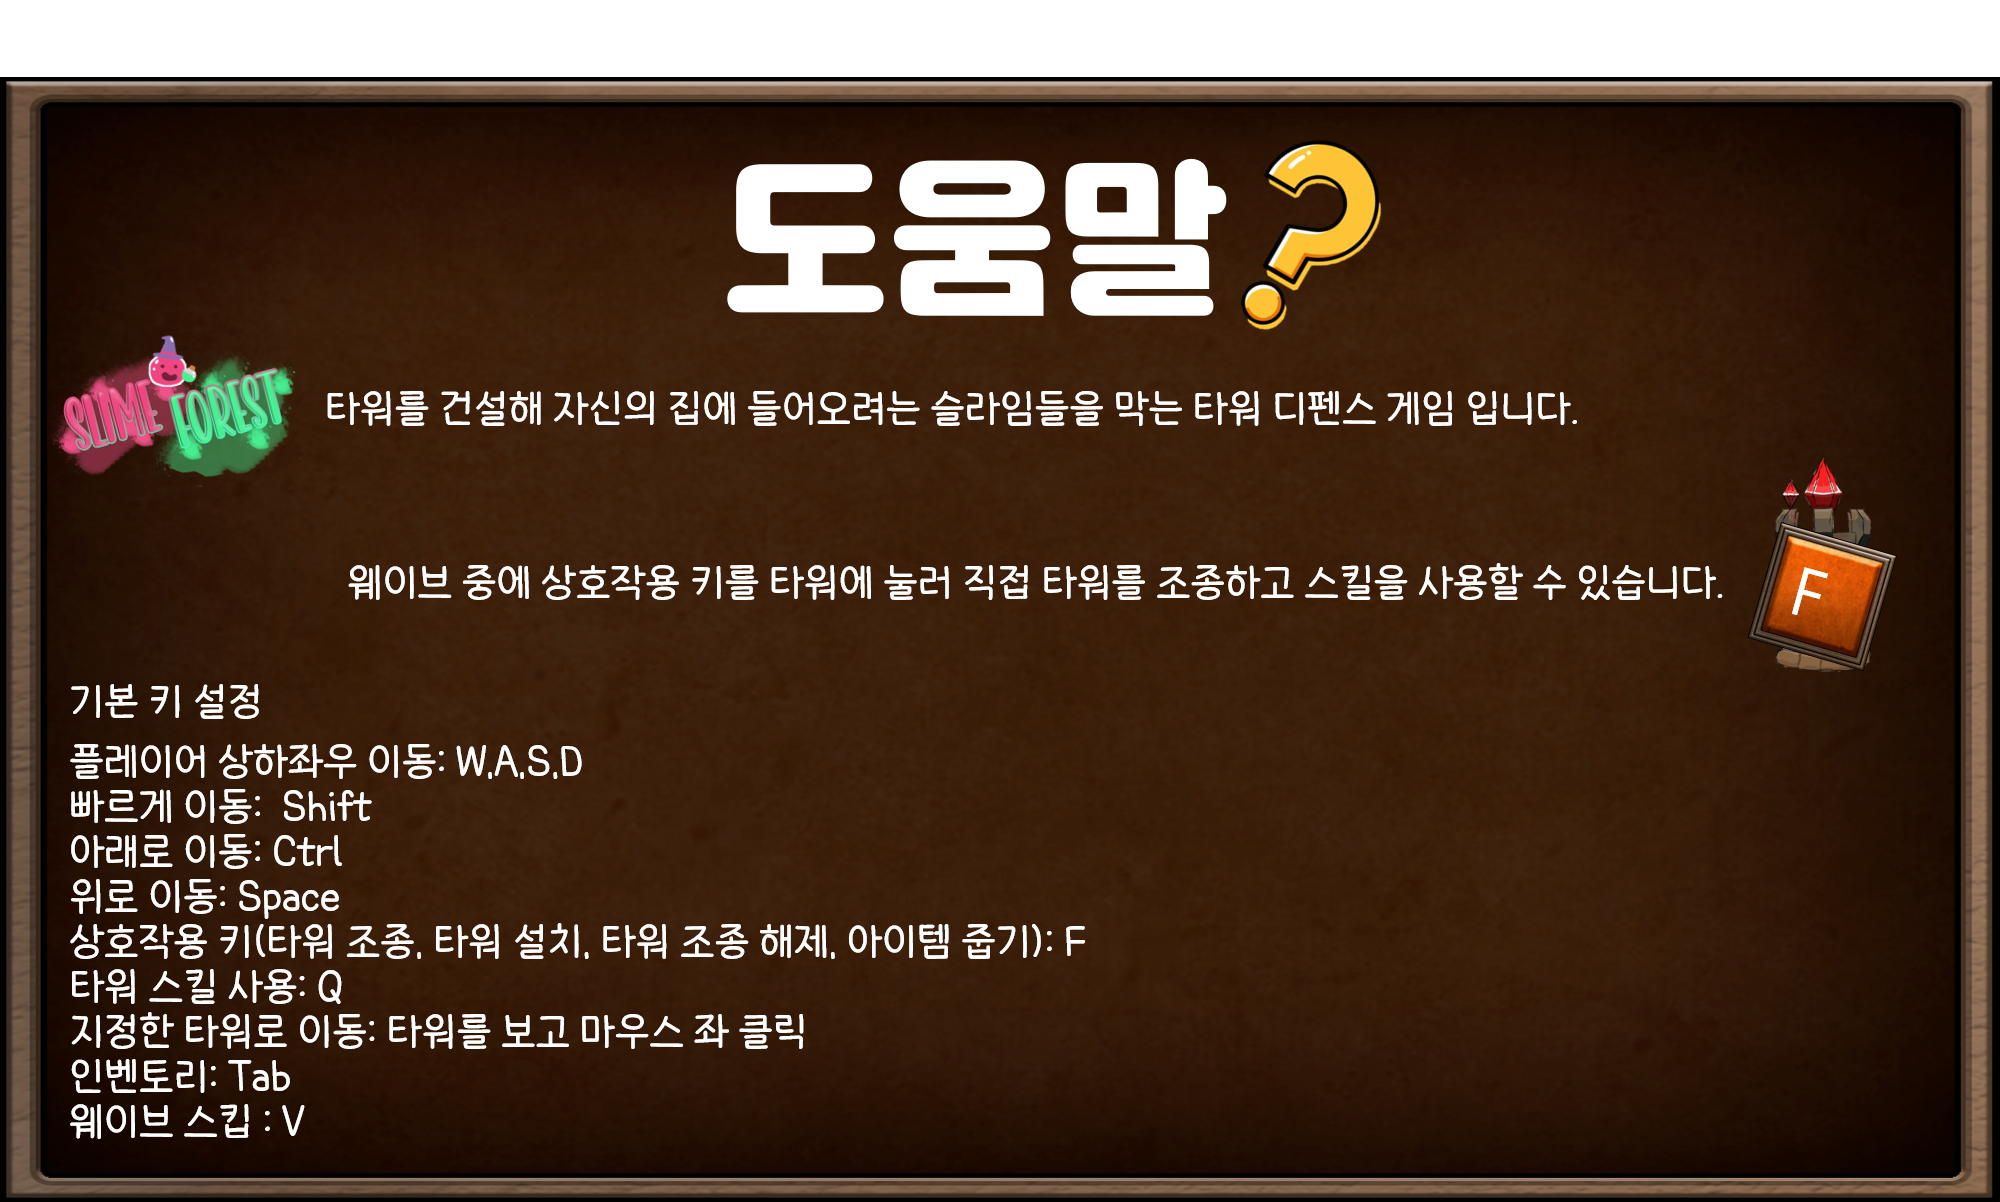 도움말?
SLIME FOREST
타워를 건설해 자신의 집에 들어오려는 슬라임들을 막는 타워 디펜스 게임 입니다.
웨이브 중에 상호작용 키를 타워에 눌러 직접 타워를 조종하고 스킬을 사용할 수 있습니다.
F
기본 키 설정
플레이어 상하좌우 이동: W,A,S,D
빠르게 이동:  Shift
아래로 이동: Ctrl
위로 이동: Space
상호작용 키(타워 조종, 타워 설치, 타워 조종 해제, 아이템 줍기): F
타워 스킬 사용: Q
지정한 타워로 이동: 타워를 보고 마우스 좌 클릭
인벤토리: Tab
웨이브 스킵 : V